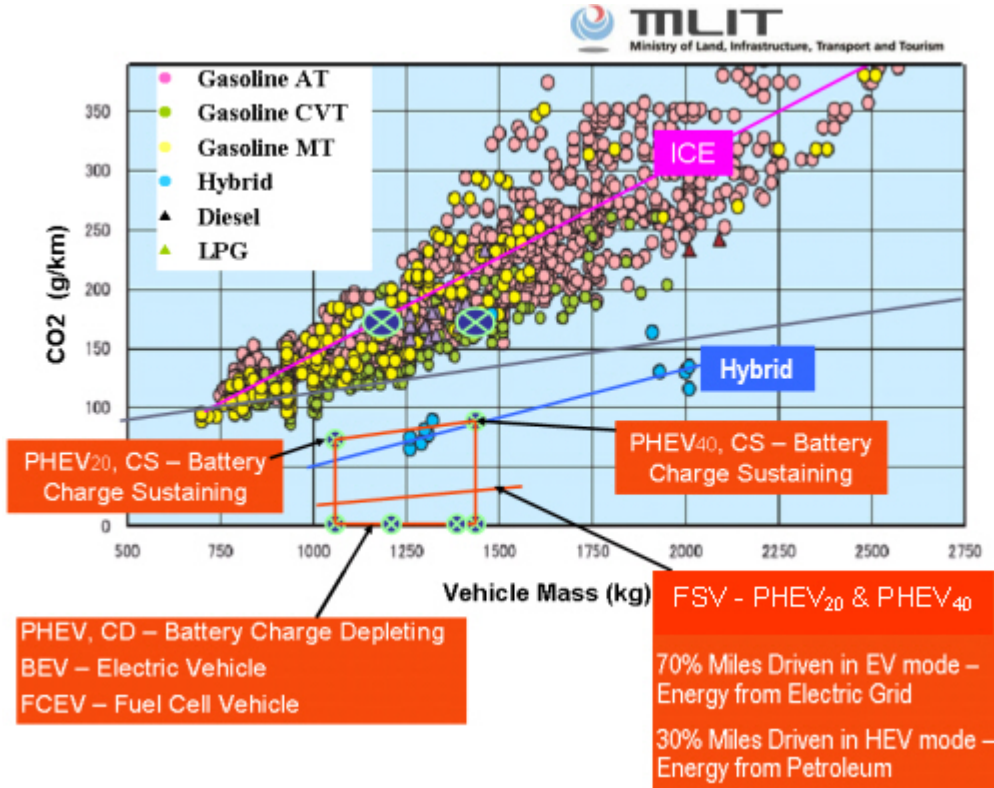 MLIT
Ministry of Land, Infrastructure, Transport and Tourism
Gasoline AT
Gasoline CVT
Gasoline MT
Hybrid
Diesel
LPG
CO2 (g/km)
350
300
250
200
150
100
50
0
ICE
Hybrid
PHEV20, CS – Battery
Charge Sustaining
PHEV40, CS – Battery
Charge Sustaining
500
750
1000
1250
1500
1750
2000
2250
2500
2750
Vehicle Mass (kg)
PHEV, CD – Battery Charge Depleting
BEV – Electric Vehicle
FCEV – Fuel Cell Vehicle
FSV - PHEV20 & PHEV40
70% Miles Driven in EV mode –
Energy from Electric Grid
30% Miles Driven in HEV mode –
Energy from Petroleum